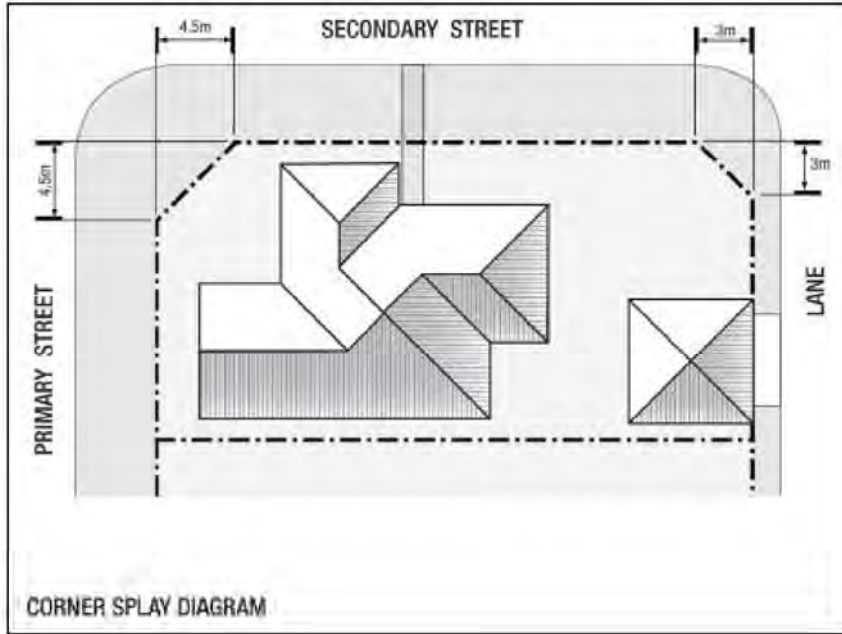 4.5m
SECONDARY STREET
3m
4.5m
3m
PRIMARY STREET
LANE
CORNER SPLAY DIAGRAM